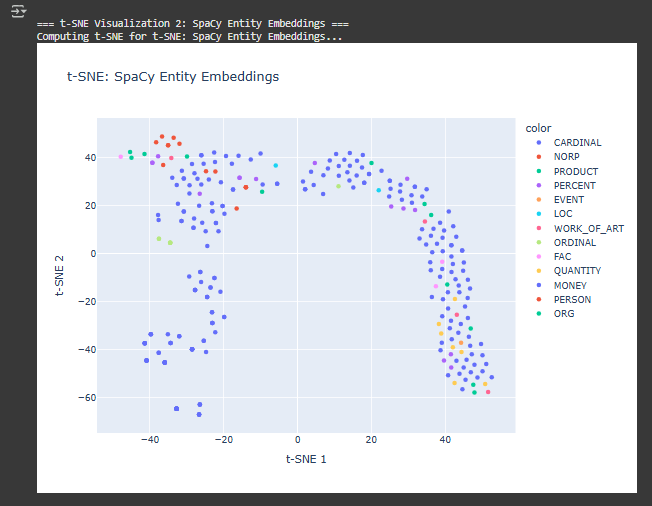 === t-SNE Visualization 2: SpaCy Entity Embeddings ===
Computing t-SNE for t-SNE: SpaCy Entity Embeddings...
t-SNE: SpaCy Entity Embeddings
color
CARDINAL
NORP
PRODUCT
PERCENT
EVENT
LOC
WORK_OF_ART
ORDINAL
FAC
QUANTITY
MONEY
PERSON
ORG
t-SNE 2
40
20
0
−20
−40
−60
−40
−20
0
20
40
t-SNE 1